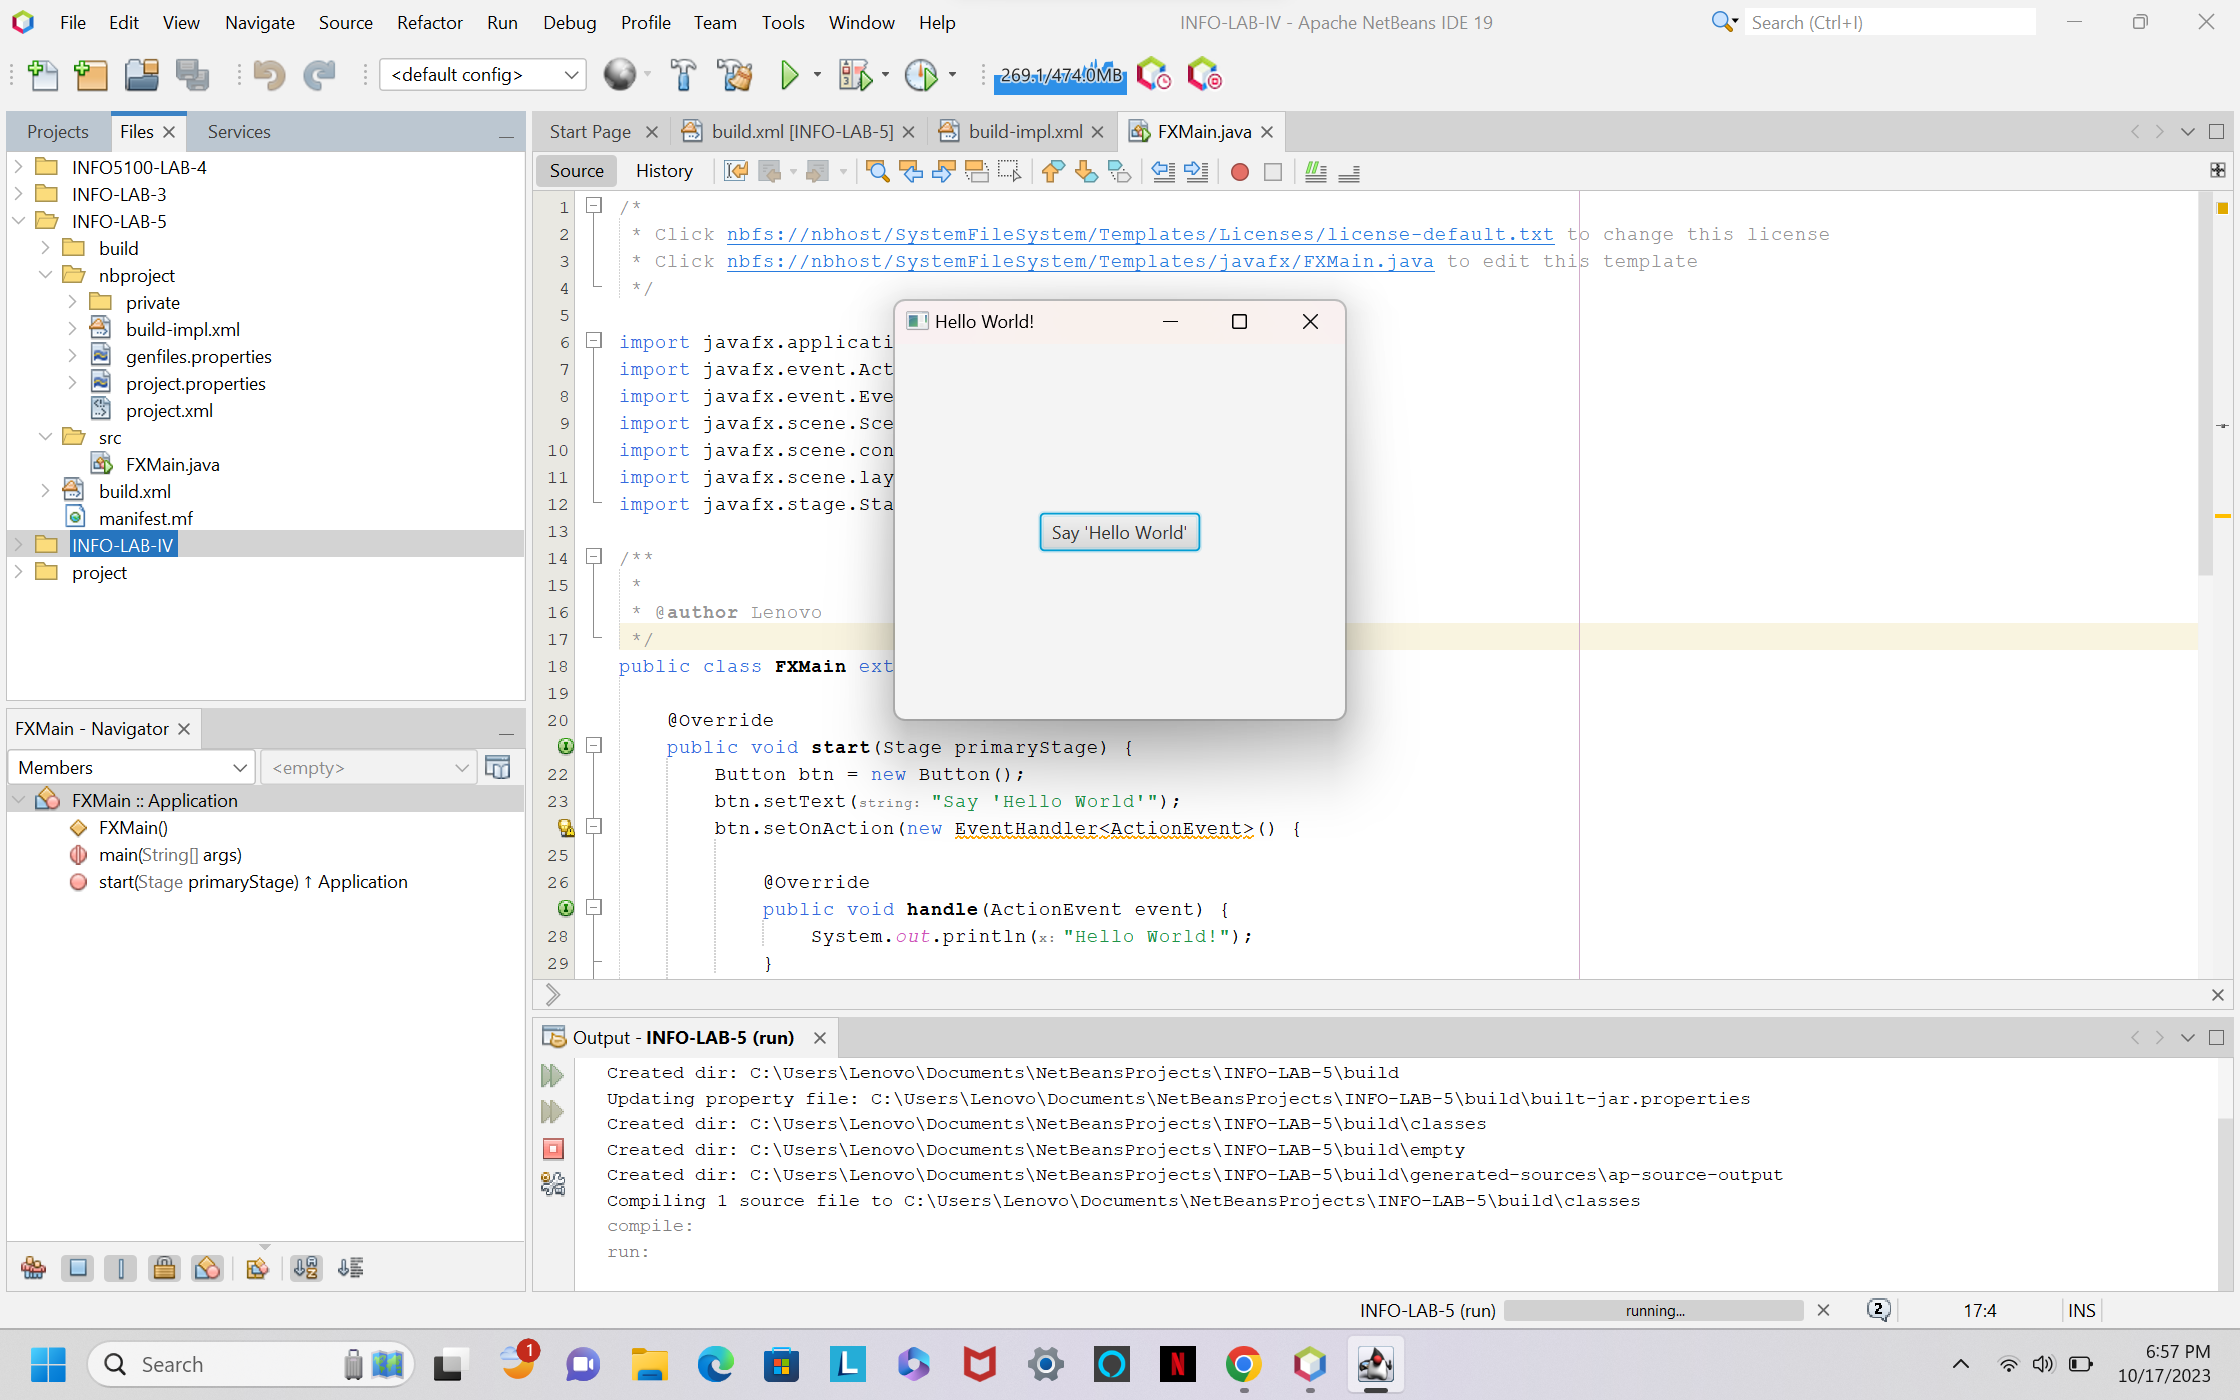 File Edit View Navigate Source Refactor Run Debug Profile Team Tools Window Help
INFO-LAB-IV - Apache NetBeans IDE 19
Search (Ctrl+I)
<default config>
269.1/474.0MB
Projects Files Services
INFO5100-LAB-4
INFO-LAB-3
INFO-LAB-5
build
nbproject
private
build-impl.xml
genfiles.properties
project.properties
project.xml
src
FXMain.java
build.xml
manifest.mf
INFO-LAB-IV
project
FXMain - Navigator
Members <empty>
FXMain :: Application
FXMain()
main(String[] args)
start(Stage primaryStage) ↑ Application
Start Page build.xml [INFO-LAB-5] build-impl.xml FXMain.java
Source History
1 /*
2 * Click nbfs://nbhost/SystemFileSystem/Templates/Licenses/license-default.txt to change this license
3 * Click nbfs://nbhost/SystemFileSystem/Templates/javafx/FXMain.java to edit this template
4 */
5
6 import javafx.applicati
7 import javafx.event.Act
8 import javafx.event.Eve
9 import javafx.scene.Sce
10 import javafx.scene.con
11 import javafx.scene.lay
12 import javafx.stage.Sta
13
14 /**
15 *
16 * @author Lenovo
17 */
18 public class FXMain ext
19
20 @Override
public void start(Stage primaryStage) {
22 Button btn = new Button();
23 btn.setText(string: "Say 'Hello World'");
btn.setOnAction(new EventHandler<ActionEvent>() {
25
26 @Override
public void handle(ActionEvent event) {
28 System.out.println(x: "Hello World!");
29 }
Hello World!
Say 'Hello World'
Output - INFO-LAB-5 (run)
Created dir: C:\Users\Lenovo\Documents\NetBeansProjects\INFO-LAB-5\build
Updating property file: C:\Users\Lenovo\Documents\NetBeansProjects\INFO-LAB-5\build\built-jar.properties
Created dir: C:\Users\Lenovo\Documents\NetBeansProjects\INFO-LAB-5\build\classes
Created dir: C:\Users\Lenovo\Documents\NetBeansProjects\INFO-LAB-5\build\empty
Created dir: C:\Users\Lenovo\Documents\NetBeansProjects\INFO-LAB-5\build\generated-sources\ap-source-output
Compiling 1 source file to C:\Users\Lenovo\Documents\NetBeansProjects\INFO-LAB-5\build\classes
compile:
run:
INFO-LAB-5 (run) running... 2 17:4 INS
Search
1
L
N
6:57 PM
10/17/2023